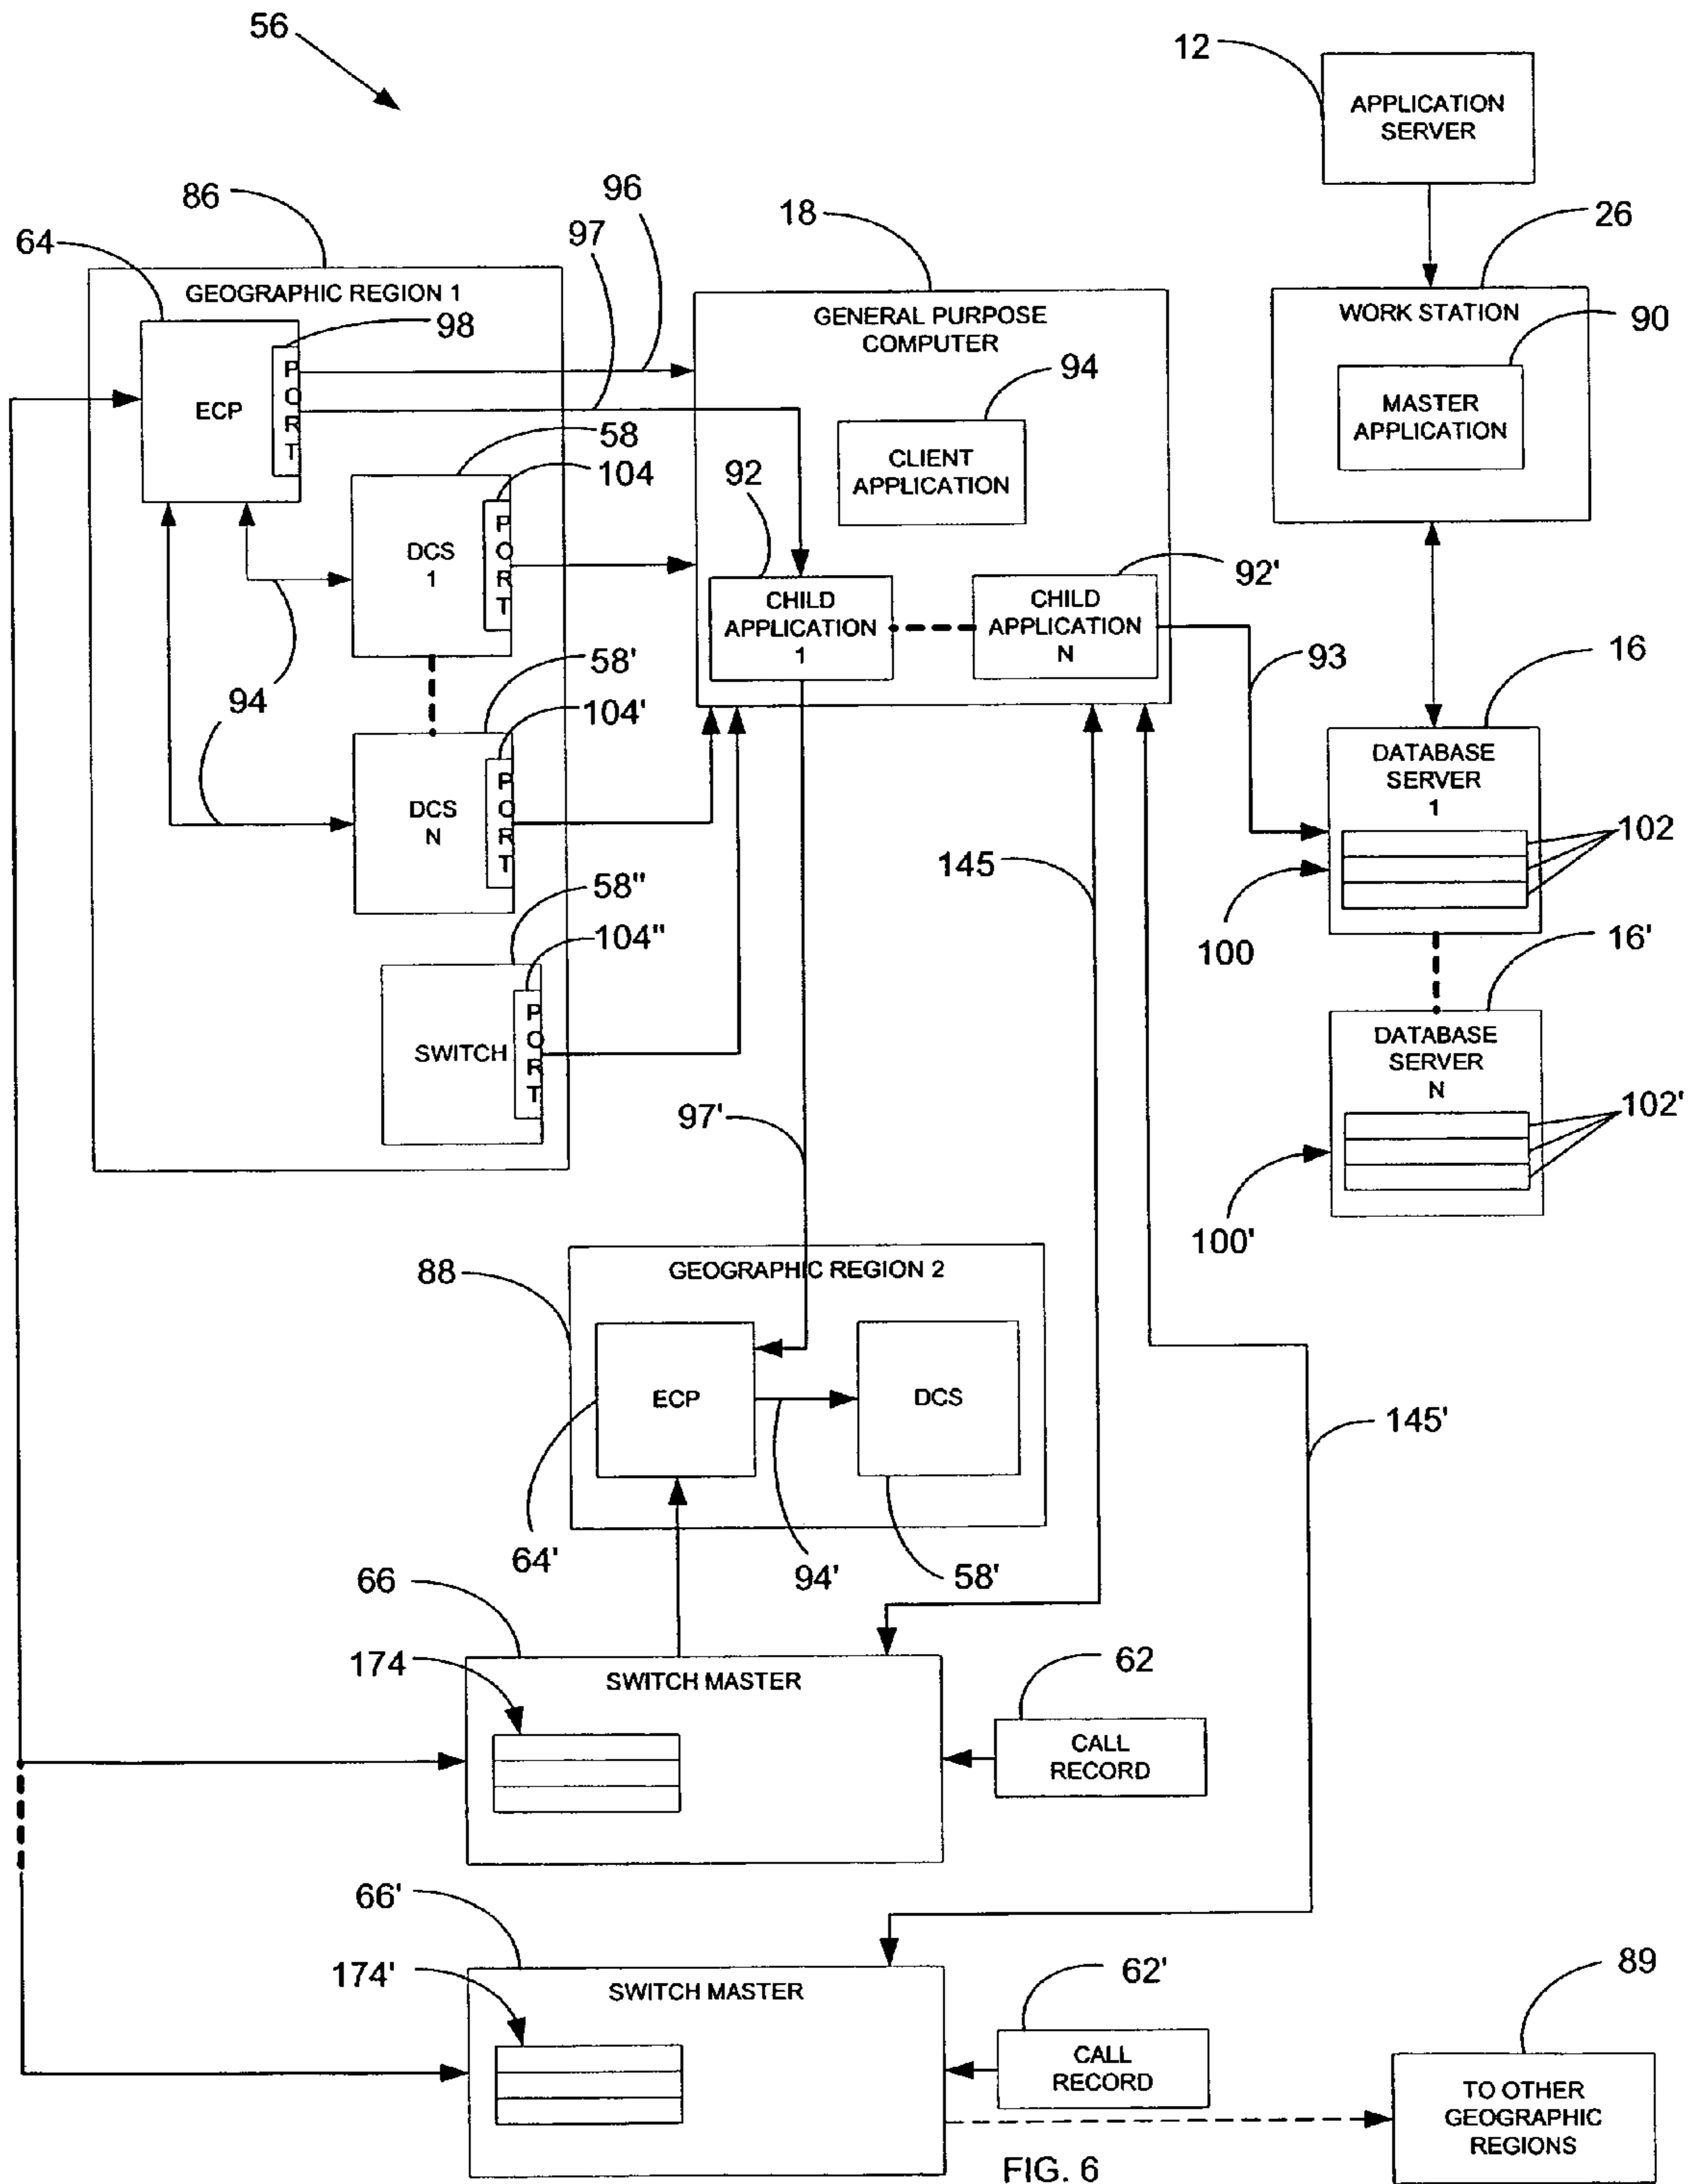 56
12
APPLICATION
SERVER
86
96
18
26
64
97
GEOGRAPHIC REGION 1
98
GENERAL PURPOSE
COMPUTER
WORK STATION
90
PORT
ECP
94
MASTER
APPLICATION
58
CLIENT
APPLICATION
104
92
PORT
DCS
1
92'
CHILD
APPLICATION
1
CHILD
APPLICATION
N
93
16
58'
94
104'
DATABASE
SERVER
1
PORT
DCS
N
102
145
58"
100
16'
104"
PORT
SWITCH
DATABASE
SERVER
N
97'
102'
100'
88
GEOGRAPHIC REGION 2
ECP
DCS
145'
64'
94'
58'
66
174
SWITCH MASTER
62
CALL
RECORD
66'
174'
SWITCH MASTER
62'
CALL
RECORD
89
TO OTHER
GEOGRAPHIC
REGIONS
FIG. 6